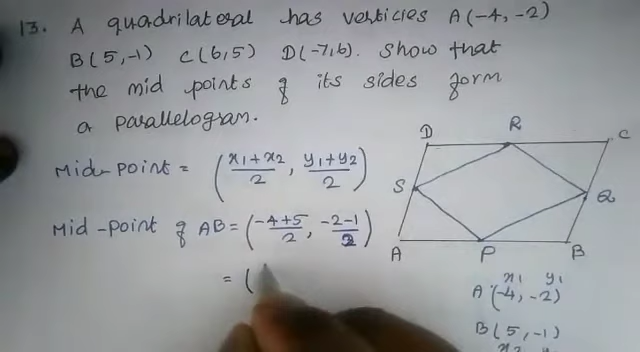 13. A quadrilateral has verticies A(-4, -2)
B(5, -1) C(6, 5) D(-7, 6). Show that
the mid points of its sides form
a parallelogram.
Mid-point = (x1+x2/2, y1+y2/2)
Mid-point of AB = (-4+5/2, -2-1/2)
= (
D R C
S Q
A P B
x1 y1
A (-4, -2)
B (5, -1)